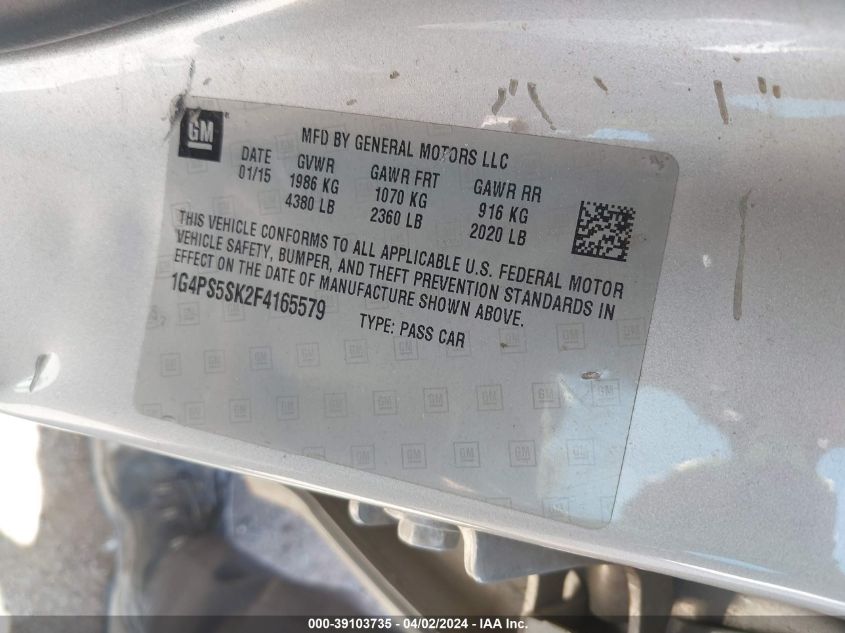 GM
MFD BY GENERAL MOTORS LLC
DATE GVWR GAWR FRT GAWR RR
01/15 1986 KG 1070 KG 916 KG
4380 LB 2360 LB 2020 LB
THIS VEHICLE CONFORMS TO ALL APPLICABLE U.S. FEDERAL MOTOR
VEHICLE SAFETY, BUMPER, AND THEFT PREVENTION STANDARDS IN
EFFECT ON THE DATE OF MANUFACTURE SHOWN ABOVE.
1G4PS5SK2F4165579 TYPE: PASS CAR
000-39103735 - 04/02/2024 - IAA Inc.